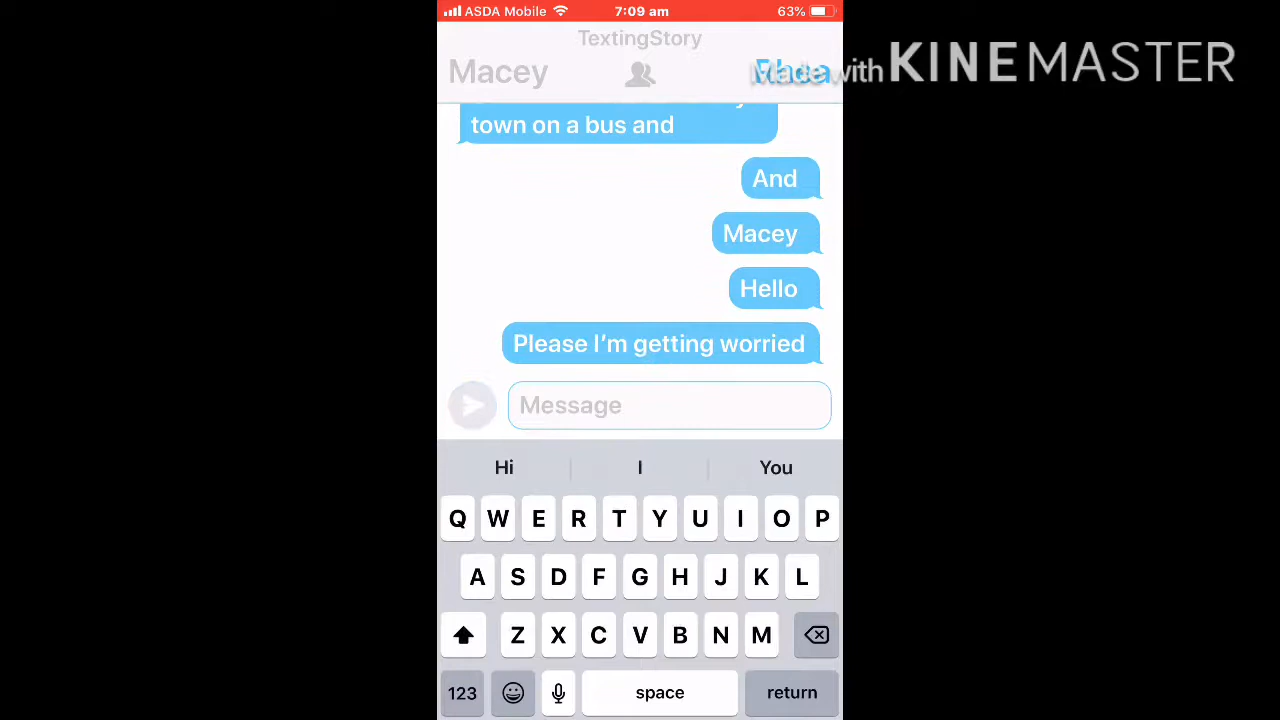 ASDA Mobile 7:09 am 63%
TextingStory
Macey Rhea
Made with KINEMASTER
town on a bus and
And
Macey
Hello
Please I'm getting worried
Message
Hi I You
Q W E R T Y U I O P
A S D F G H J K L
Z X C V B N M
123 space return